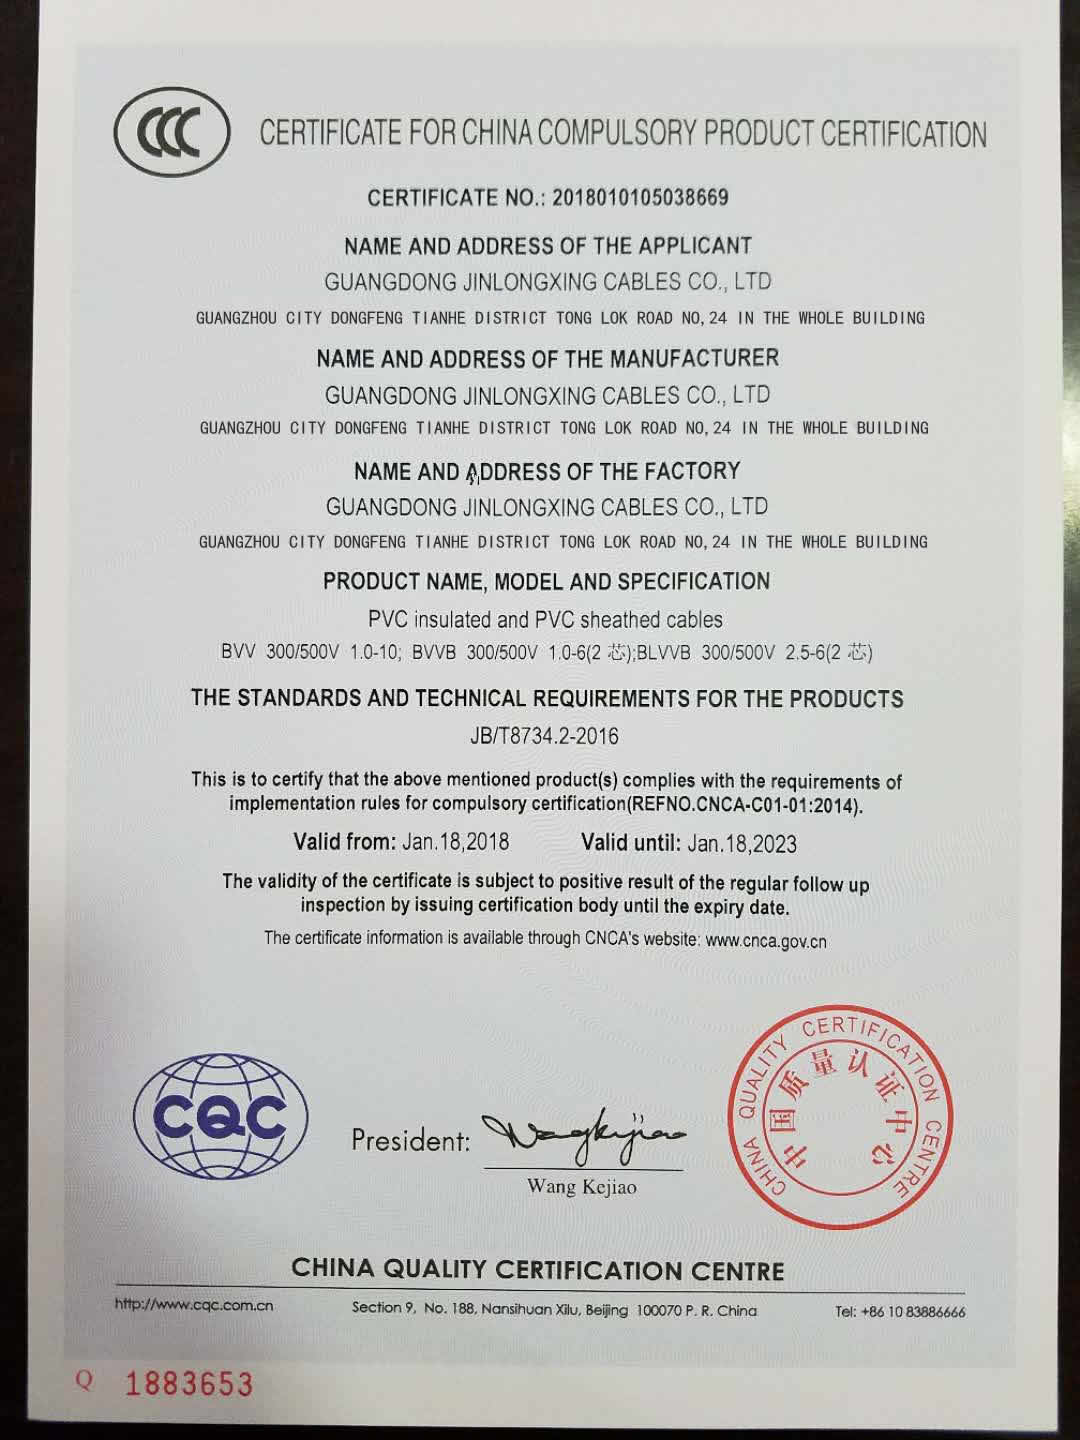 CCC
CERTIFICATE FOR CHINA COMPULSORY PRODUCT CERTIFICATION
CERTIFICATE NO.: 2018010105038669
NAME AND ADDRESS OF THE APPLICANT
GUANGDONG JINLONGXING CABLES CO., LTD
GUANGZHOU CITY DONGFENG TIANHE DISTRICT TONG LOK ROAD NO,24 IN THE WHOLE BUILDING
NAME AND ADDRESS OF THE MANUFACTURER
GUANGDONG JINLONGXING CABLES CO., LTD
GUANGZHOU CITY DONGFENG TIANHE DISTRICT TONG LOK ROAD NO,24 IN THE WHOLE BUILDING
NAME AND ADDRESS OF THE FACTORY
GUANGDONG JINLONGXING CABLES CO., LTD
GUANGZHOU CITY DONGFENG TIANHE DISTRICT TONG LOK ROAD NO,24 IN THE WHOLE BUILDING
PRODUCT NAME, MODEL AND SPECIFICATION
PVC insulated and PVC sheathed cables
BVV 300/500V 1.0-10; BVVB 300/500V 1.0-6(2 芯);BLVVB 300/500V 2.5-6(2 芯)
THE STANDARDS AND TECHNICAL REQUIREMENTS FOR THE PRODUCTS
JB/T8734.2-2016
This is to certify that the above mentioned product(s) complies with the requirements of
implementation rules for compulsory certification(REFNO.CNCA-C01-01:2014).
Valid from: Jan.18,2018 Valid until: Jan.18,2023
The validity of the certificate is subject to positive result of the regular follow up
inspection by issuing certification body until the expiry date.
The certificate information is available through CNCA's website: www.cnca.gov.cn
CQC
President: Wangkejiao
Wang Kejiao
CHINA QUALITY CERTIFICATION CENTRE
中国质量认证中心
CHINA QUALITY CERTIFICATION CENTRE
http://www.cqc.com.cn Section 9, No. 188, Nansihuan Xilu, Beijing 100070 P. R. China Tel: +86 10 83886666
Q 1883653